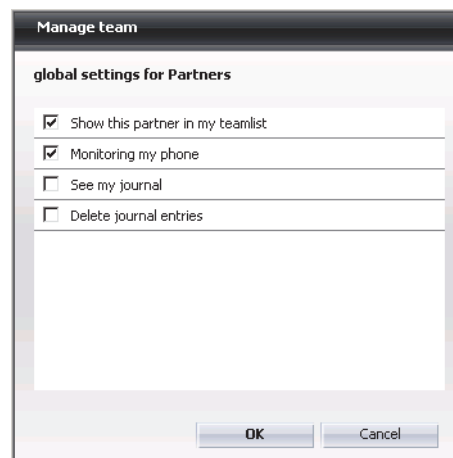 Manage team
global settings for Partners
Show this partner in my teamlist
Monitoring my phone
See my journal
Delete journal entries
OK
Cancel